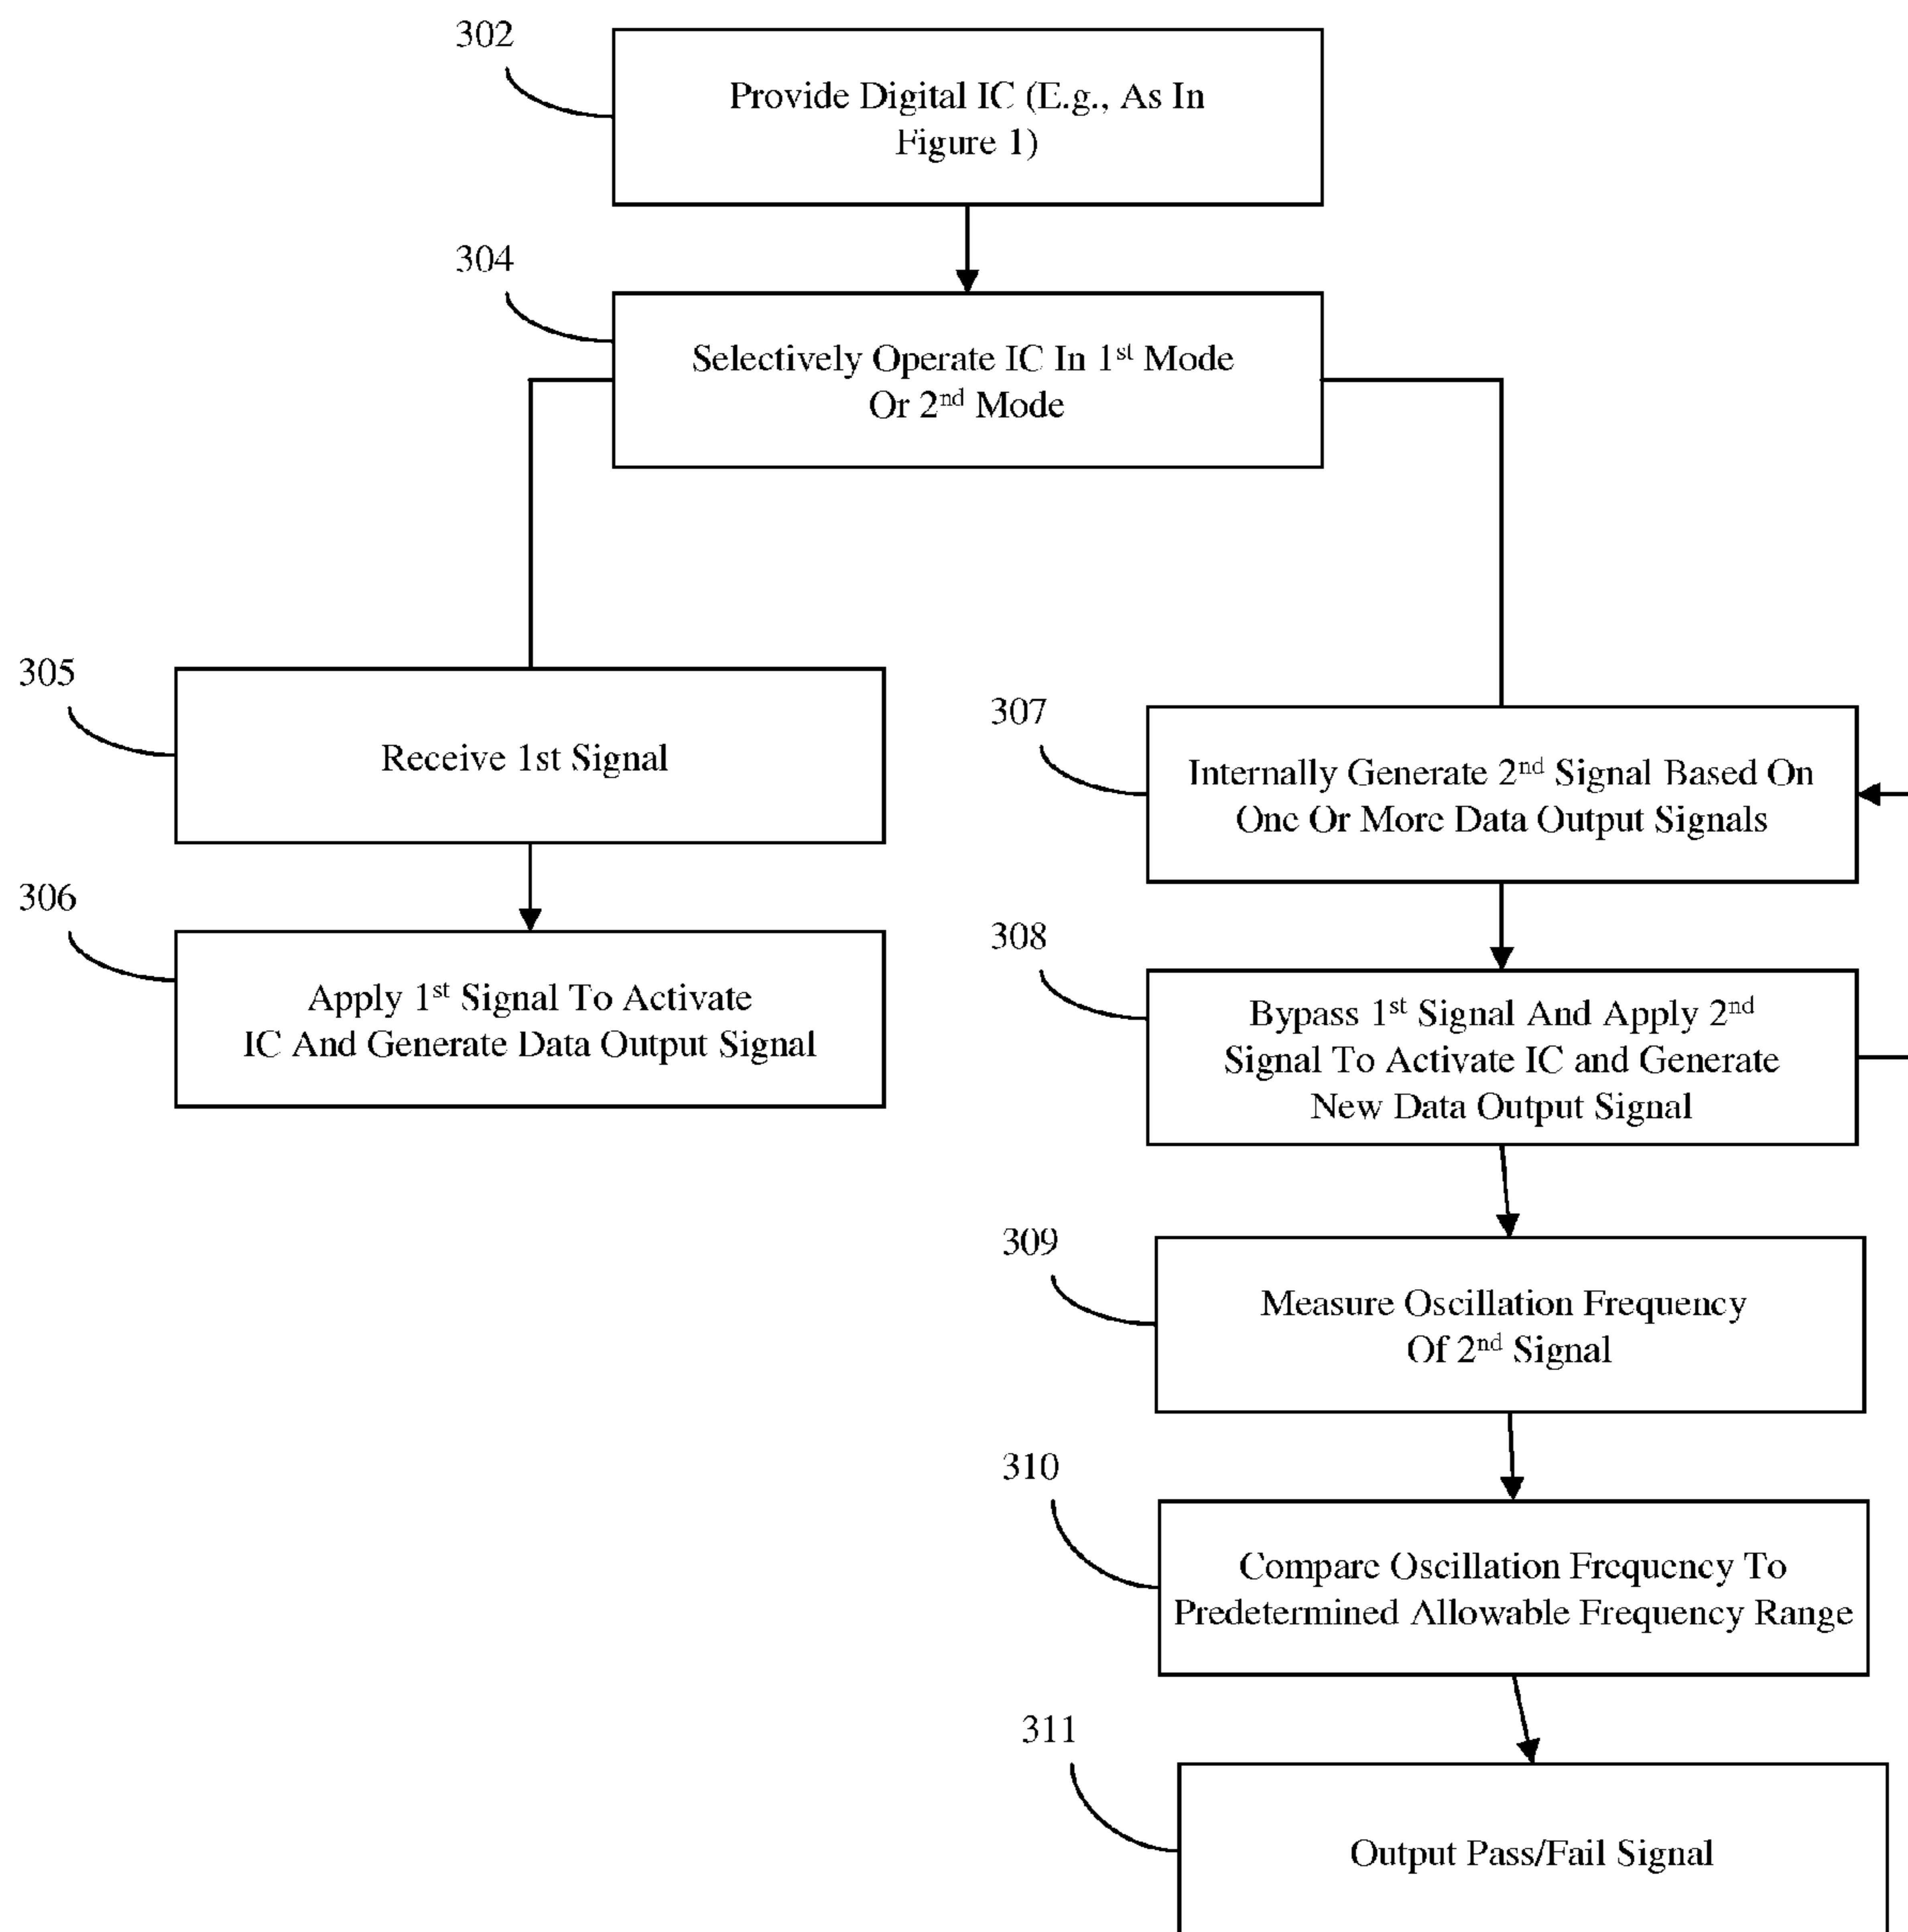 302
Provide Digital IC (E.g., As In
Figure 1)
304
Selectively Operate IC In 1st Mode
Or 2nd Mode
305
Receive 1st Signal
306
Apply 1st Signal To Activate
IC And Generate Data Output Signal
307
Internally Generate 2nd Signal Based On
One Or More Data Output Signals
308
Bypass 1st Signal And Apply 2nd
Signal To Activate IC and Generate
New Data Output Signal
309
Measure Oscillation Frequency
Of 2nd Signal
310
Compare Oscillation Frequency To
Predetermined Allowable Frequency Range
311
Output Pass/Fail Signal